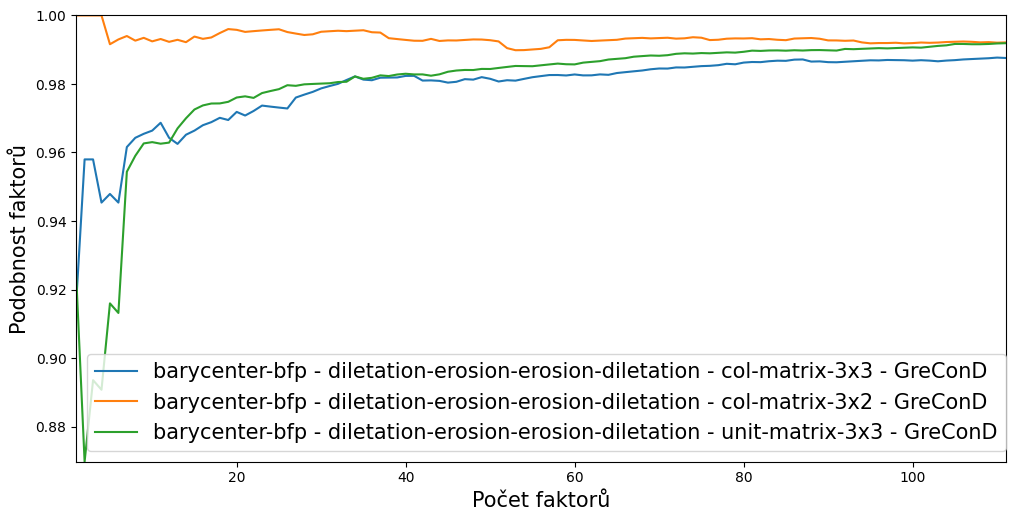 1.00
0.98
0.96
0.94
0.92
0.90
0.88
Podobnost faktorů
barycenter-bfp - diletation-erosion-erosion-diletation - col-matrix-3x3 - GreConD
barycenter-bfp - diletation-erosion-erosion-diletation - col-matrix-3x2 - GreConD
barycenter-bfp - diletation-erosion-erosion-diletation - unit-matrix-3x3 - GreConD
20 40 60 80 100
Počet faktorů